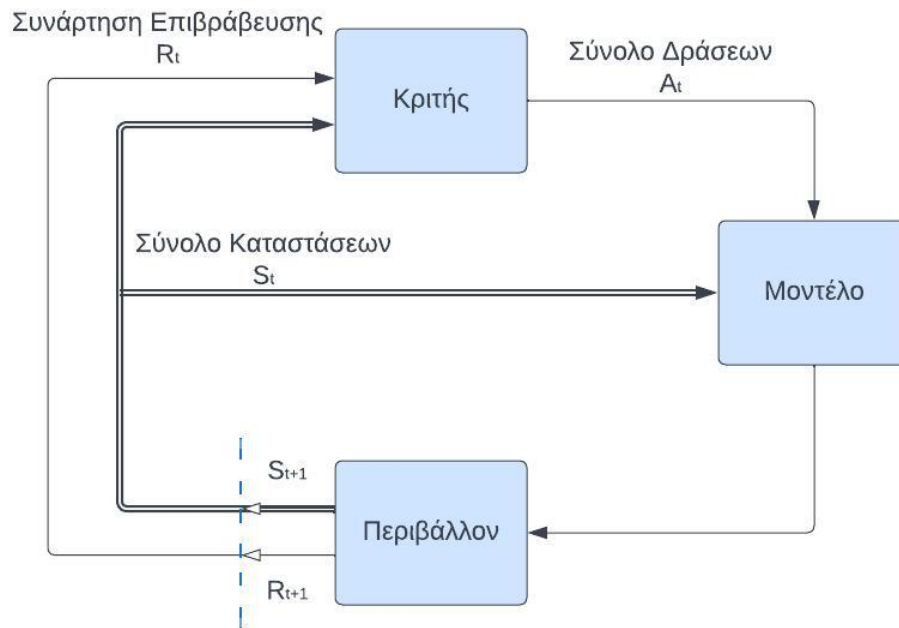 Συνάρτηση Επιβράβευσης
Rt
Σύνολο Δράσεων
At
Κριτής
Σύνολο Καταστάσεων
St
Μοντέλο
St+1
Περιβάλλον
Rt+1